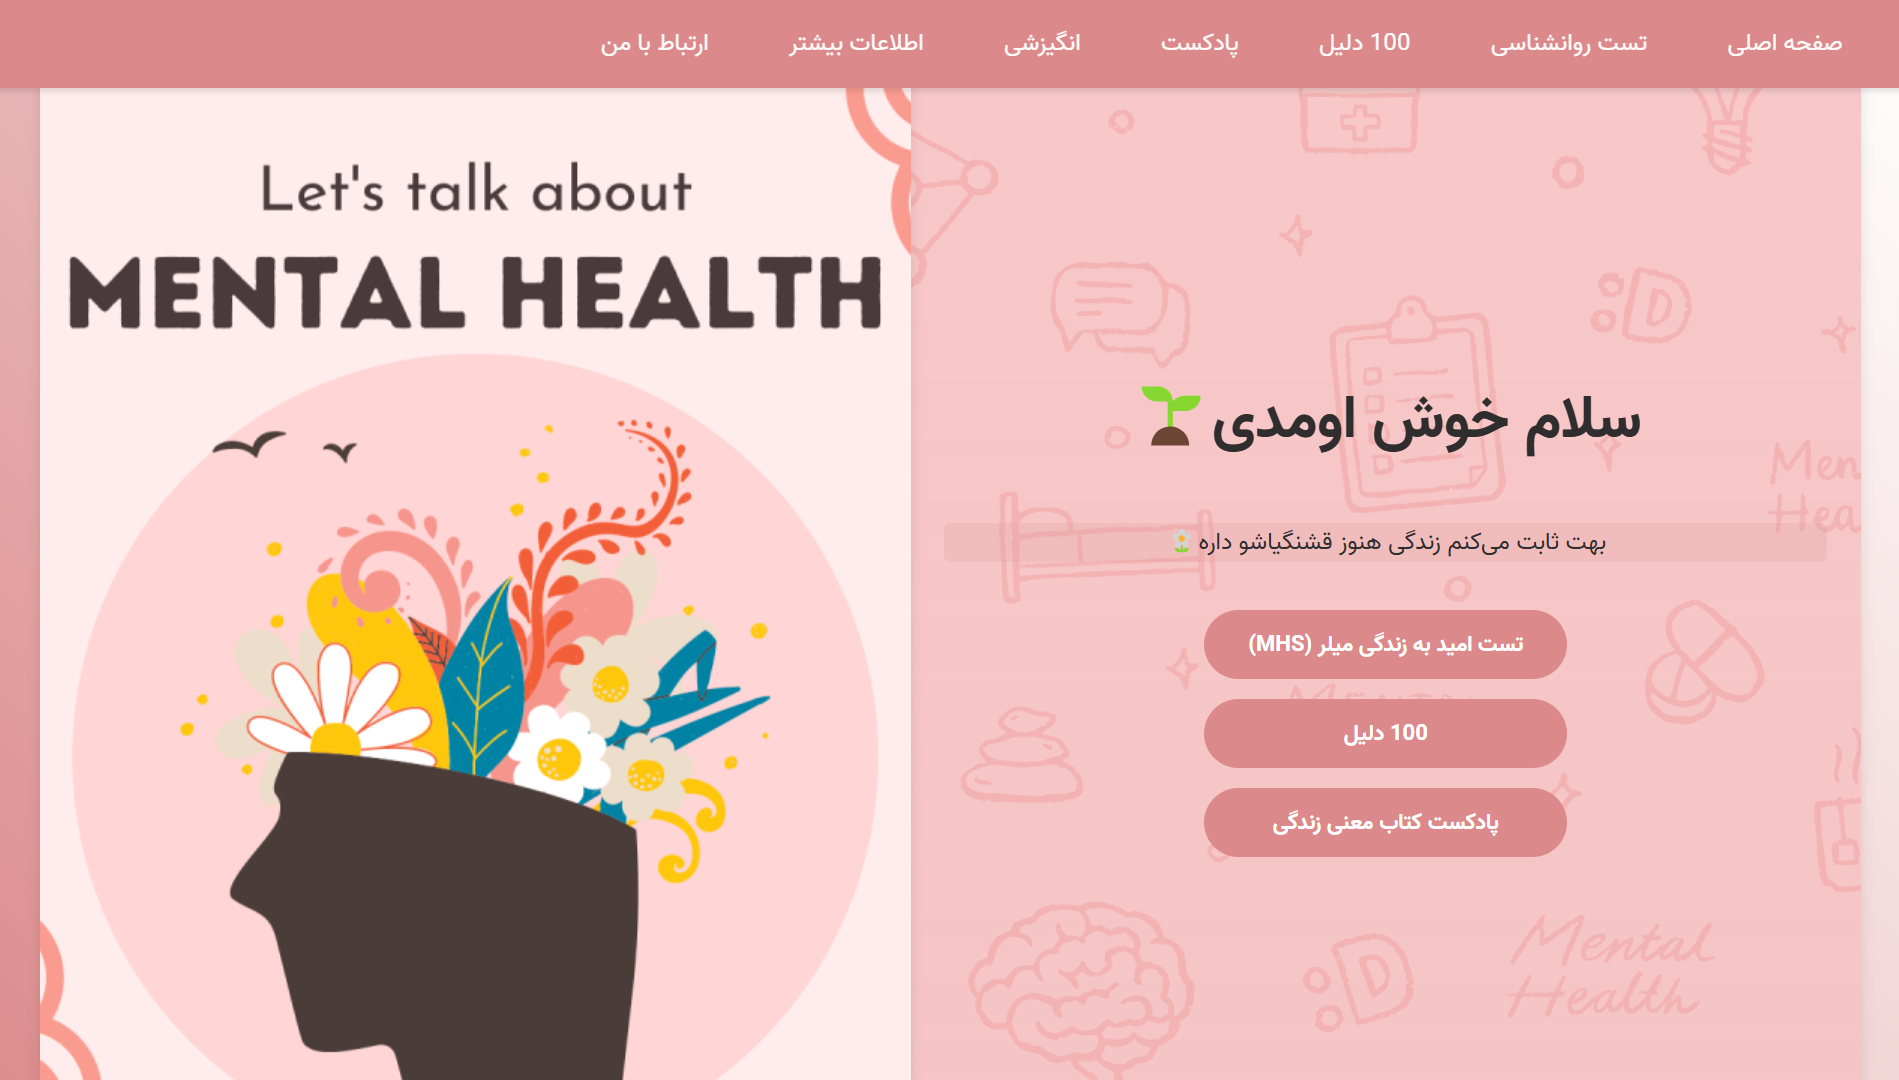 صفحه اصلی
تست روانشناسی
100 دلیل
پادکست
انگیزشی
اطلاعات بیشتر
ارتباط با من
سلام خوش اومدی
بهت ثابت می‌کنم زندگی هنوز قشنگیاشو داره
تست امید به زندگی میلر (MHS)
100 دلیل
پادکست کتاب معنی زندگی
Let's talk about
MENTAL HEALTH
Mental
Health